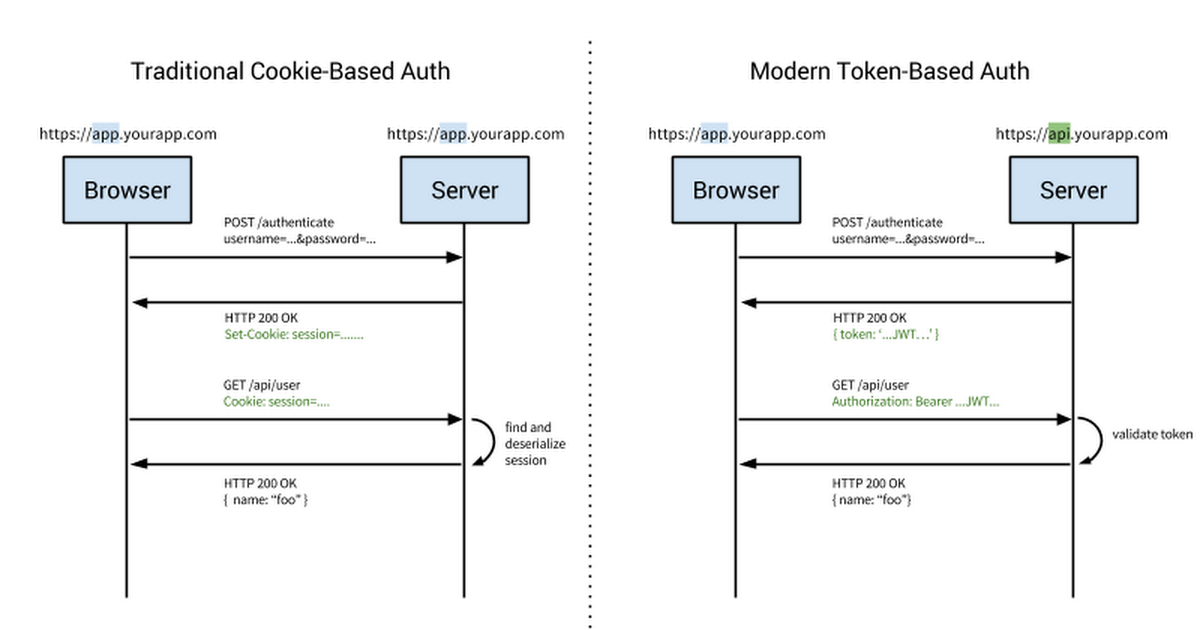 Traditional Cookie-Based Auth
https://app.yourapp.com
https://app.yourapp.com
Browser
Server
POST /authenticate
username=...&password=...
HTTP 200 OK
Set-Cookie: session=.......
GET /api/user
Cookie: session=....
find and
deserialize
session
HTTP 200 OK
{ name: “foo” }
Modern Token-Based Auth
https://app.yourapp.com
https://api.yourapp.com
Browser
Server
POST /authenticate
username=...&password=...
HTTP 200 OK
{ token: ‘...JWT...’ }
GET /api/user
Authorization: Bearer ...JWT...
validate token
HTTP 200 OK
{ name: “foo”}